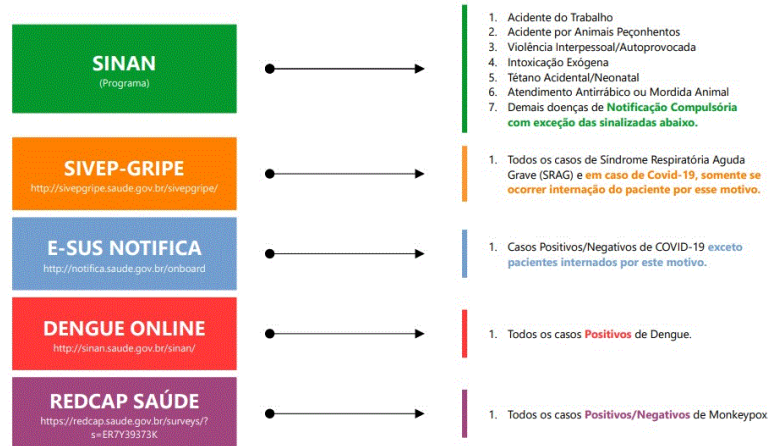 SINAN
(Programa)
1. Acidente do Trabalho
2. Acidente por Animais Peçonhentos
3. Violência Interpessoal/Autoprovocada
4. Intoxicação Exógena
5. Tétano Acidental/Neonatal
6. Atendimento Antirrábico ou Mordida Animal
7. Demais doenças de Notificação Compulsória
com exceção das sinalizadas abaixo.
SIVEP-GRIPE
http://sivepgripe.saude.gov.br/sivepgripe/
1. Todos os casos de Síndrome Respiratória Aguda
Grave (SRAG) e em caso de Covid-19, somente se
ocorrer internação do paciente por esse motivo.
E-SUS NOTIFICA
http://notifica.saude.gov.br/onboard
1. Casos Positivos/Negativos de COVID-19 exceto
pacientes internados por este motivo.
DENGUE ONLINE
http://sinan.saude.gov.br/sinan/
1. Todos os casos Positivos de Dengue.
REDCAP SAÚDE
https://redcap.saude.gov.br/surveys/?
s=ER7Y39373K
1. Todos os casos Positivos/Negativos de Monkeypox